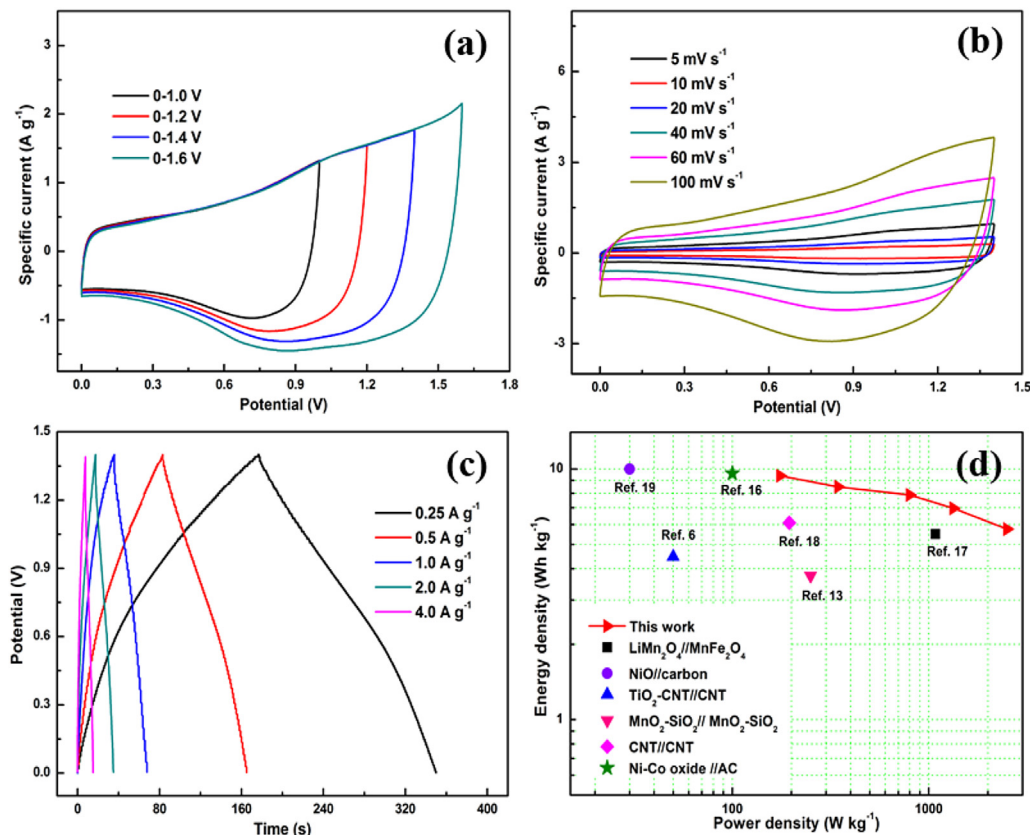 (a)
3
2
1
0
-1
Specific current (A g⁻¹)
0-1.0 V
0-1.2 V
0-1.4 V
0-1.6 V
0.0 0.3 0.6 0.9 1.2 1.5 1.8
Potential (V)
(b)
6
3
0
-3
Specific current (A g⁻¹)
5 mV s⁻¹
10 mV s⁻¹
20 mV s⁻¹
40 mV s⁻¹
60 mV s⁻¹
100 mV s⁻¹
0.0 0.3 0.6 0.9 1.2 1.5
Potential (V)
(c)
1.5
1.2
0.9
0.6
0.3
0.0
Potential (V)
0.25 A g⁻¹
0.5 A g⁻¹
1.0 A g⁻¹
2.0 A g⁻¹
4.0 A g⁻¹
0 80 160 240 320 400
Time (s)
(d)
10
1
Energy density (Wh kg⁻¹)
Ref. 19
Ref. 16
Ref. 6
Ref. 18
Ref. 17
Ref. 13
This work
LiMn₂O₄//MnFe₂O₄
NiO//carbon
TiO₂-CNT//CNT
MnO₂-SiO₂// MnO₂-SiO₂
CNT//CNT
Ni-Co oxide //AC
100 1000
Power density (W kg⁻¹)